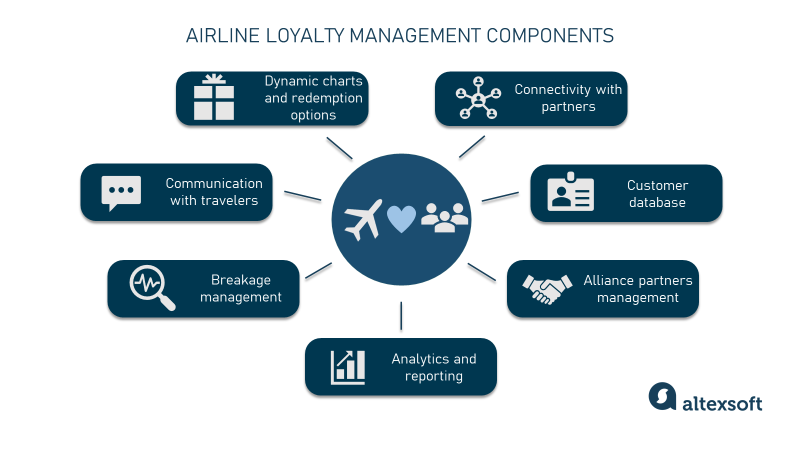 AIRLINE LOYALTY MANAGEMENT COMPONENTS
Dynamic charts
and redemption
options
Connectivity with
partners
Communication
with travelers
Customer
database
Breakage
management
Alliance partners
management
Analytics and
reporting
altexsoft